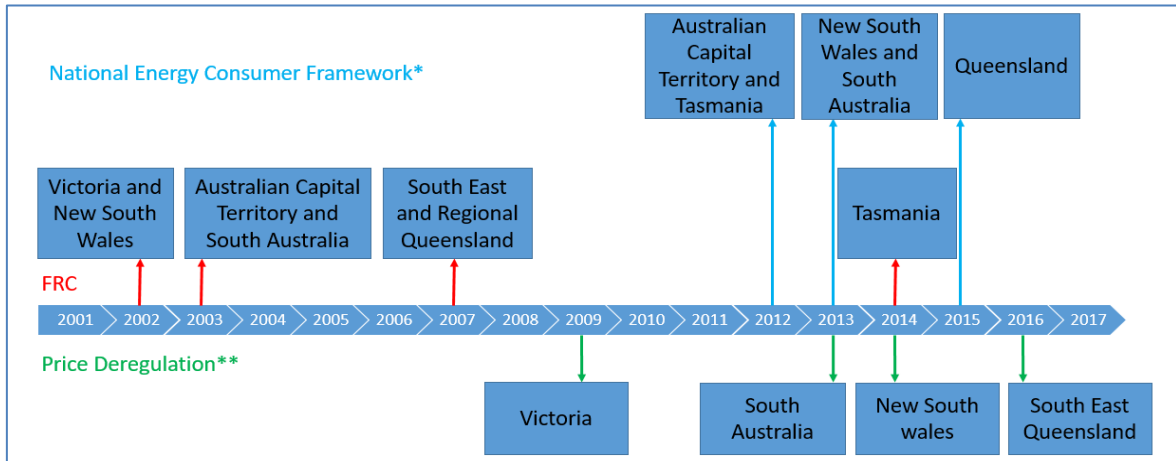 National Energy Consumer Framework*
Australian
Capital
Territory and
Tasmania
New South
Wales and
South
Australia
Queensland
Victoria and
New South
Wales
Australian Capital
Territory and
South Australia
South East
and Regional
Queensland
Tasmania
FRC
2001 2002 2003 2004 2005 2006 2007 2008 2009 2010 2011 2012 2013 2014 2015 2016 2017
Price Deregulation**
Victoria
South
Australia
New South
wales
South East
Queensland